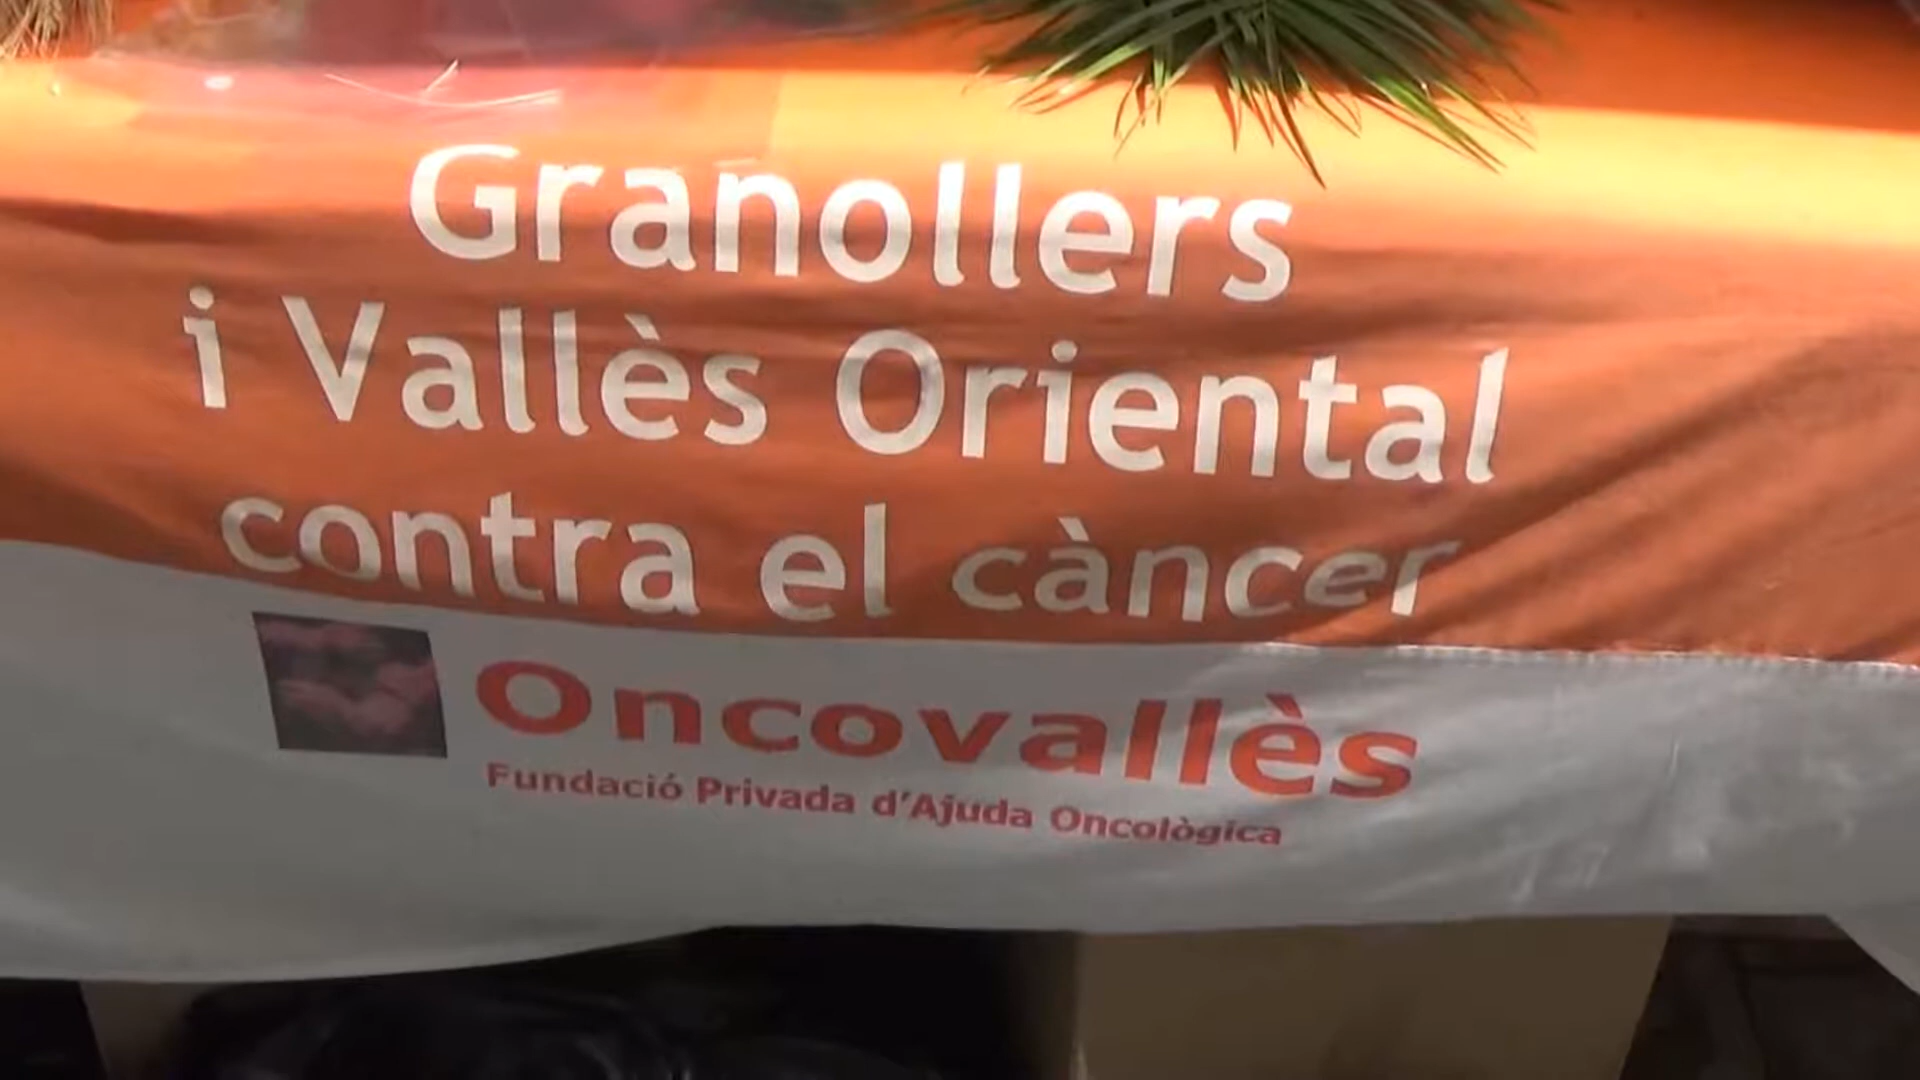 Granollers
i Vallès Oriental
contra el càncer
Oncovallès
Fundació Privada d'Ajuda Oncològica